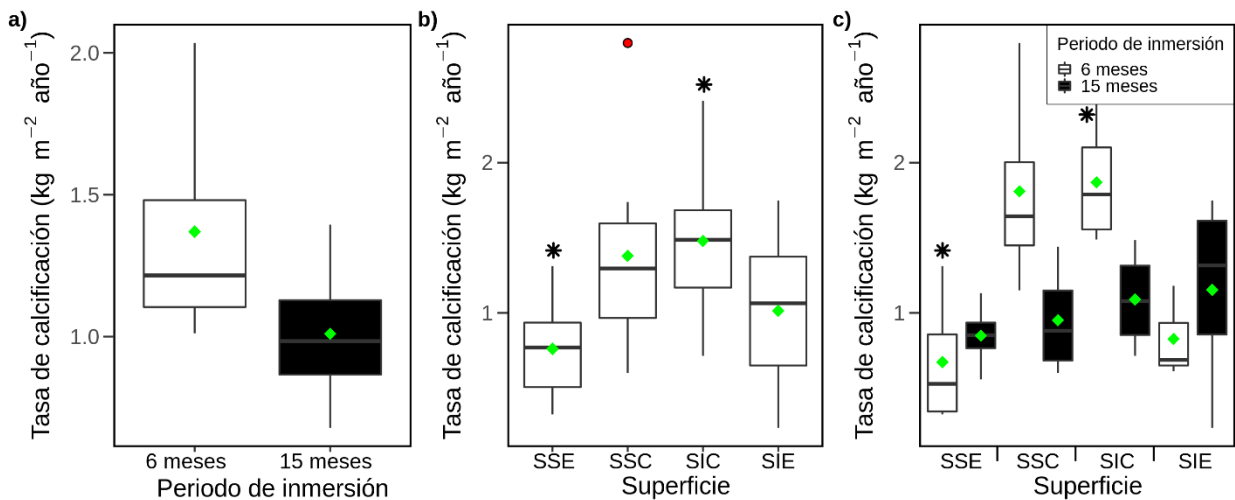 a)
Tasa de calcificación (kg m⁻² año⁻¹)
2.0
1.5
1.0
6 meses
15 meses
Periodo de inmersión
b)
Tasa de calcificación (kg m⁻² año⁻¹)
2
1
SSE
SSC
SIC
SIE
Superficie
c)
Tasa de calcificación (kg m⁻² año⁻¹)
2
1
Periodo de inmersión
6 meses
15 meses
SSE
SSC
SIC
SIE
Superficie